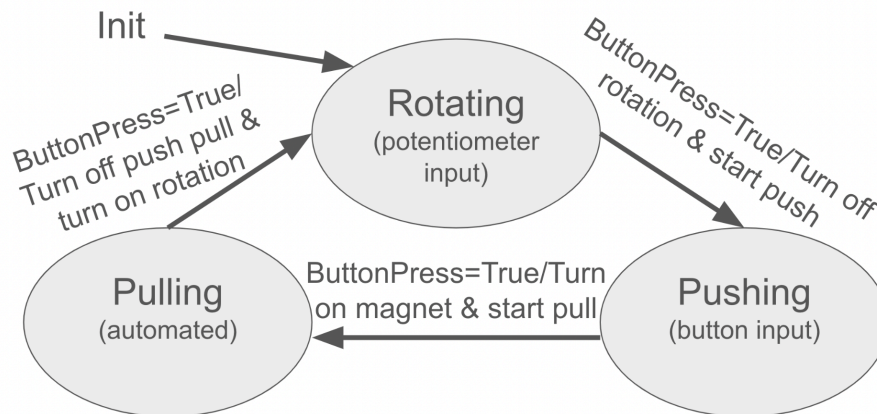 Init
Rotating
(potentiometer
input)
ButtonPress=True/Turn off
rotation & start push
Pushing
(button input)
ButtonPress=True/Turn
on magnet & start pull
Pulling
(automated)
ButtonPress=True/
Turn off push pull &
turn on rotation